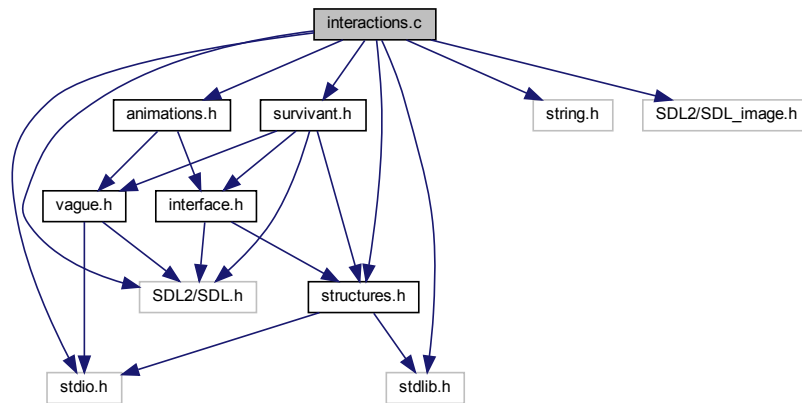 interactions.c
animations.h
survivant.h
string.h
SDL2/SDL_image.h
vague.h
interface.h
SDL2/SDL.h
structures.h
stdio.h
stdlib.h